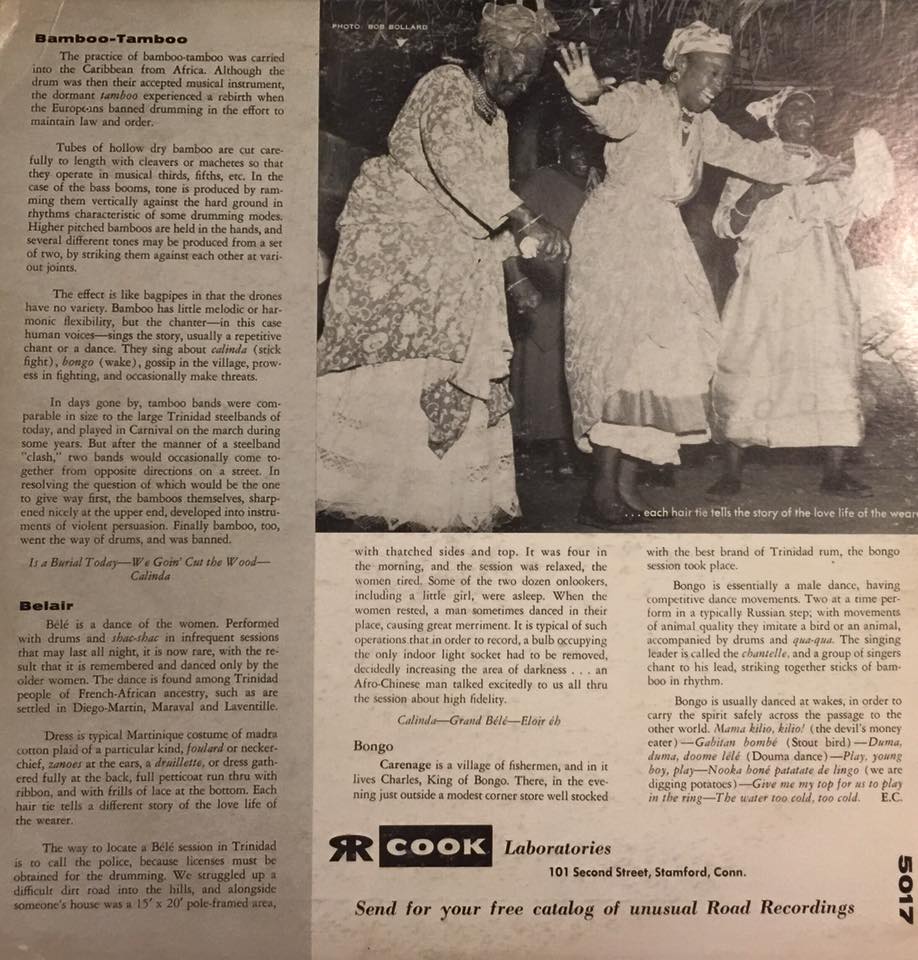 Bamboo-Tamboo
The practice of bamboo-tamboo was carried
into the Caribbean from Africa. Although the
drum was then their accepted musical instrument,
the dormant tamboo experienced a rebirth when
the Europeans banned drumming in the effort to
maintain law and order.
Tubes of hollow dry bamboo are cut care-
fully to length with cleavers or machetes so that
they operate in musical thirds, fifths, etc. In the
case of the bass booms, tone is produced by ram-
ming them vertically against the hard ground in
rhythms characteristic of some drumming modes.
Higher pitched bamboos are held in the hands, and
several different tones may be produced from a set
of two, by striking them against each other at vari-
out joints.
The effect is like bagpipes in that the drones
have no variety. Bamboo has little melodic or har-
monic flexibility, but the chanter—in this case
human voices—sings the story, usually a repetitive
chant or a dance. They sing about calinda (stick
fight), bongo (wake), gossip in the village, prow-
ess in fighting, and occasionally make threats.
In days gone by, tamboo bands were com-
parable in size to the large Trinidad steelbands of
today, and played in Carnival on the march during
some years. But after the manner of a steelband
"clash," two bands would occasionally come to-
gether from opposite directions on a street. In
resolving the question of which would be the one
to give way first, the bamboos themselves, sharp-
ened nicely at the upper end, developed into instru-
ments of violent persuasion. Finally bamboo, too,
went the way of drums, and was banned.
Is a Burial Today—We Goin' Cut the Wood—
Calinda
Belair
Bélé is a dance of the women. Performed
with drums and shac-shac in infrequent sessions
that may last all night, it is now rare, with the re-
sult that it is remembered and danced only by the
older women. The dance is found among Trinidad
people of French-African ancestry, such as are
settled in Diego-Martin, Maraval and Laventille.
Dress is typical Martinique costume of madra
cotton plaid of a particular kind, foulard or necker-
chief, zanoes at the ears, a druillette, or dress gath-
ered fully at the back, full petticoat run thru with
ribbon, and with frills of lace at the bottom. Each
hair tie tells a different story of the love life of
the wearer.
The way to locate a Bélé session in Trinidad
is to call the police, because licenses must be
obtained for the drumming. We struggled up a
difficult dirt road into the hills, and alongside
someone's house was a 15' x 20' pole-framed area,
PHOTO: BOB BOLLARD
. . . each hair tie tells the story of the love life of the wear
with thatched sides and top. It was four in
the morning, and the session was relaxed, the
women tired. Some of the two dozen onlookers,
including a little girl, were asleep. When the
women rested, a man sometimes danced in their
place, causing great merriment. It is typical of such
operations that in order to record, a bulb occupying
the only indoor light socket had to be removed,
decidedly increasing the area of darkness . . . an
Afro-Chinese man talked excitedly to us all thru
the session about high fidelity.
Calinda—Grand Bélé—Eloir éh
Bongo
Carenage is a village of fishermen, and in it
lives Charles, King of Bongo. There, in the eve-
ning just outside a modest corner store well stocked
with the best brand of Trinidad rum, the bongo
session took place.
Bongo is essentially a male dance, having
competitive dance movements. Two at a time per-
form in a typically Russian step; with movements
of animal quality they imitate a bird or an animal,
accompanied by drums and qua-qua. The singing
leader is called the chantelle, and a group of singers
chant to his lead, striking together sticks of bam-
boo in rhythm.
Bongo is usually danced at wakes, in order to
carry the spirit safely across the passage to the
other world. Mama kilio, kilio! (the devil's money
eater)—Gabitan bombé (Stout bird)—Duma,
duma, doome lélé (Douma dance)—Play, young
boy, play—Nooka boné patatate de lingo (we are
digging potatoes)—Give me my top for us to play
in the ring—The water too cold, too cold. E.C.
COOK Laboratories
101 Second Street, Stamford, Conn.
Send for your free catalog of unusual Road Recordings
5017